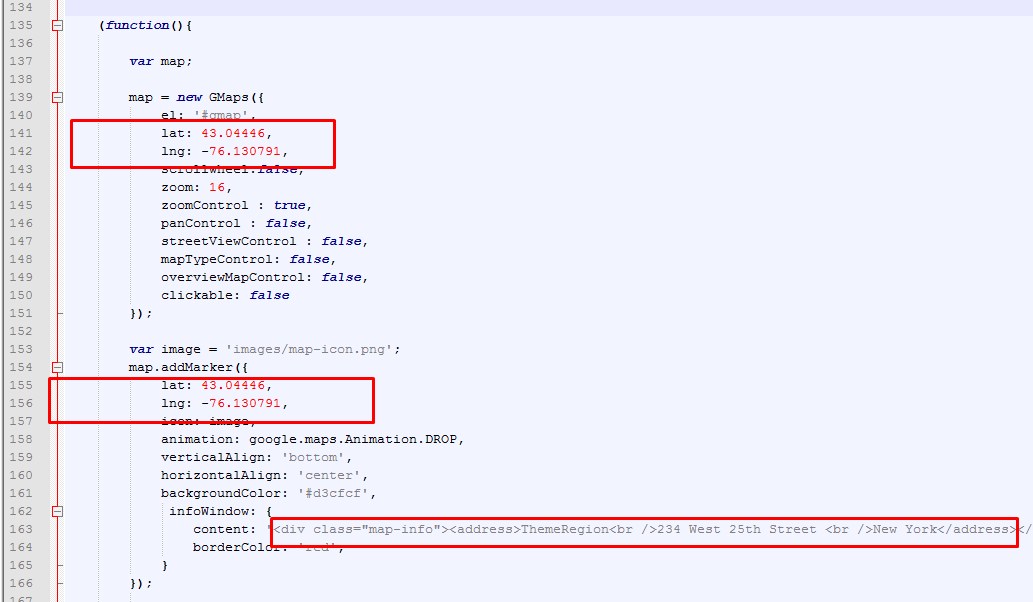 134
135 (function(){
136
137 var map;
138
139 map = new GMaps({
140 el: '#gmap',
141 lat: 43.04446,
142 lng: -76.130791,
143 scrollwheel:false,
144 zoom: 16,
145 zoomControl : true,
146 panControl : false,
147 streetViewControl : false,
148 mapTypeControl: false,
149 overviewMapControl: false,
150 clickable: false
151 });
152
153 var image = 'images/map-icon.png';
154 map.addMarker({
155 lat: 43.04446,
156 lng: -76.130791,
157 icon: image,
158 animation: google.maps.Animation.DROP,
159 verticalAlign: 'bottom',
160 horizontalAlign: 'center',
161 backgroundColor: '#d3cfcf',
162 infoWindow: {
163 content: '<div class="map-info"><address>ThemeRegion<br />234 West 25th Street <br />New York</address></
164 borderColor: 'red',
165 }
166 });
167